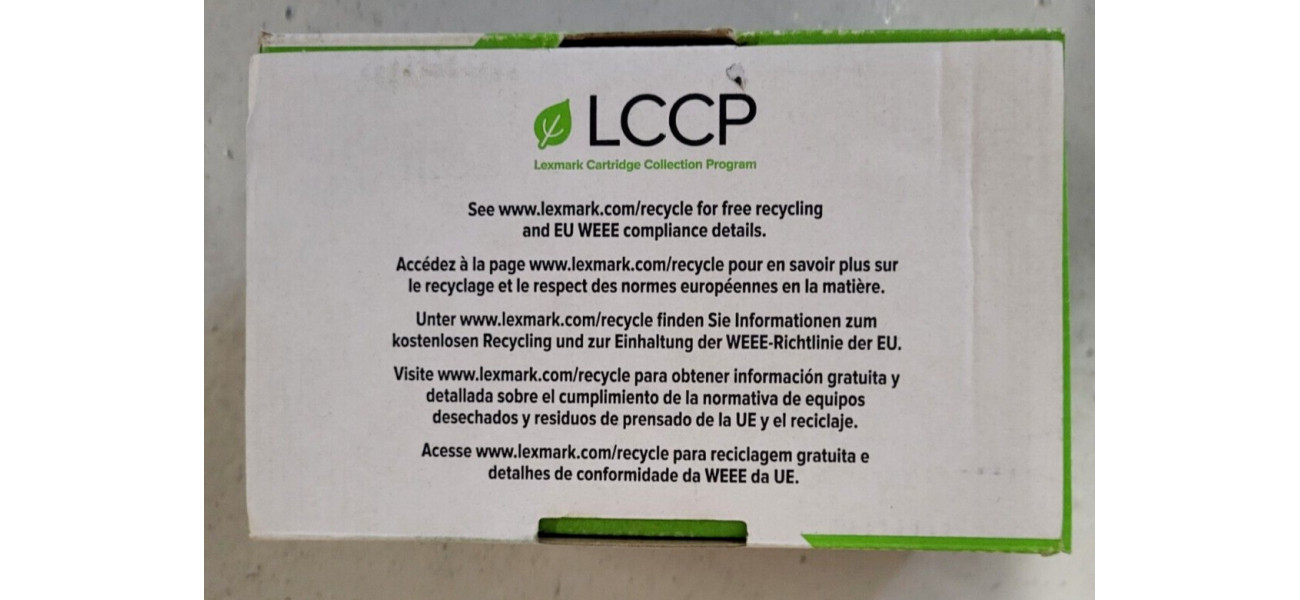 LCCP
Lexmark Cartridge Collection Program
See www.lexmark.com/recycle for free recycling
and EU WEEE compliance details.
Accédez à la page www.lexmark.com/recycle pour en savoir plus sur
le recyclage et le respect des normes européennes en la matière.
Unter www.lexmark.com/recycle finden Sie Informationen zum
kostenlosen Recycling und zur Einhaltung der WEEE-Richtlinie der EU.
Visite www.lexmark.com/recycle para obtener información gratuita y
detallada sobre el cumplimiento de la normativa de equipos
desechados y residuos de prensado de la UE y el reciclaje.
Acesse www.lexmark.com/recycle para reciclagem gratuita e
detalhes de conformidade da WEEE da UE.